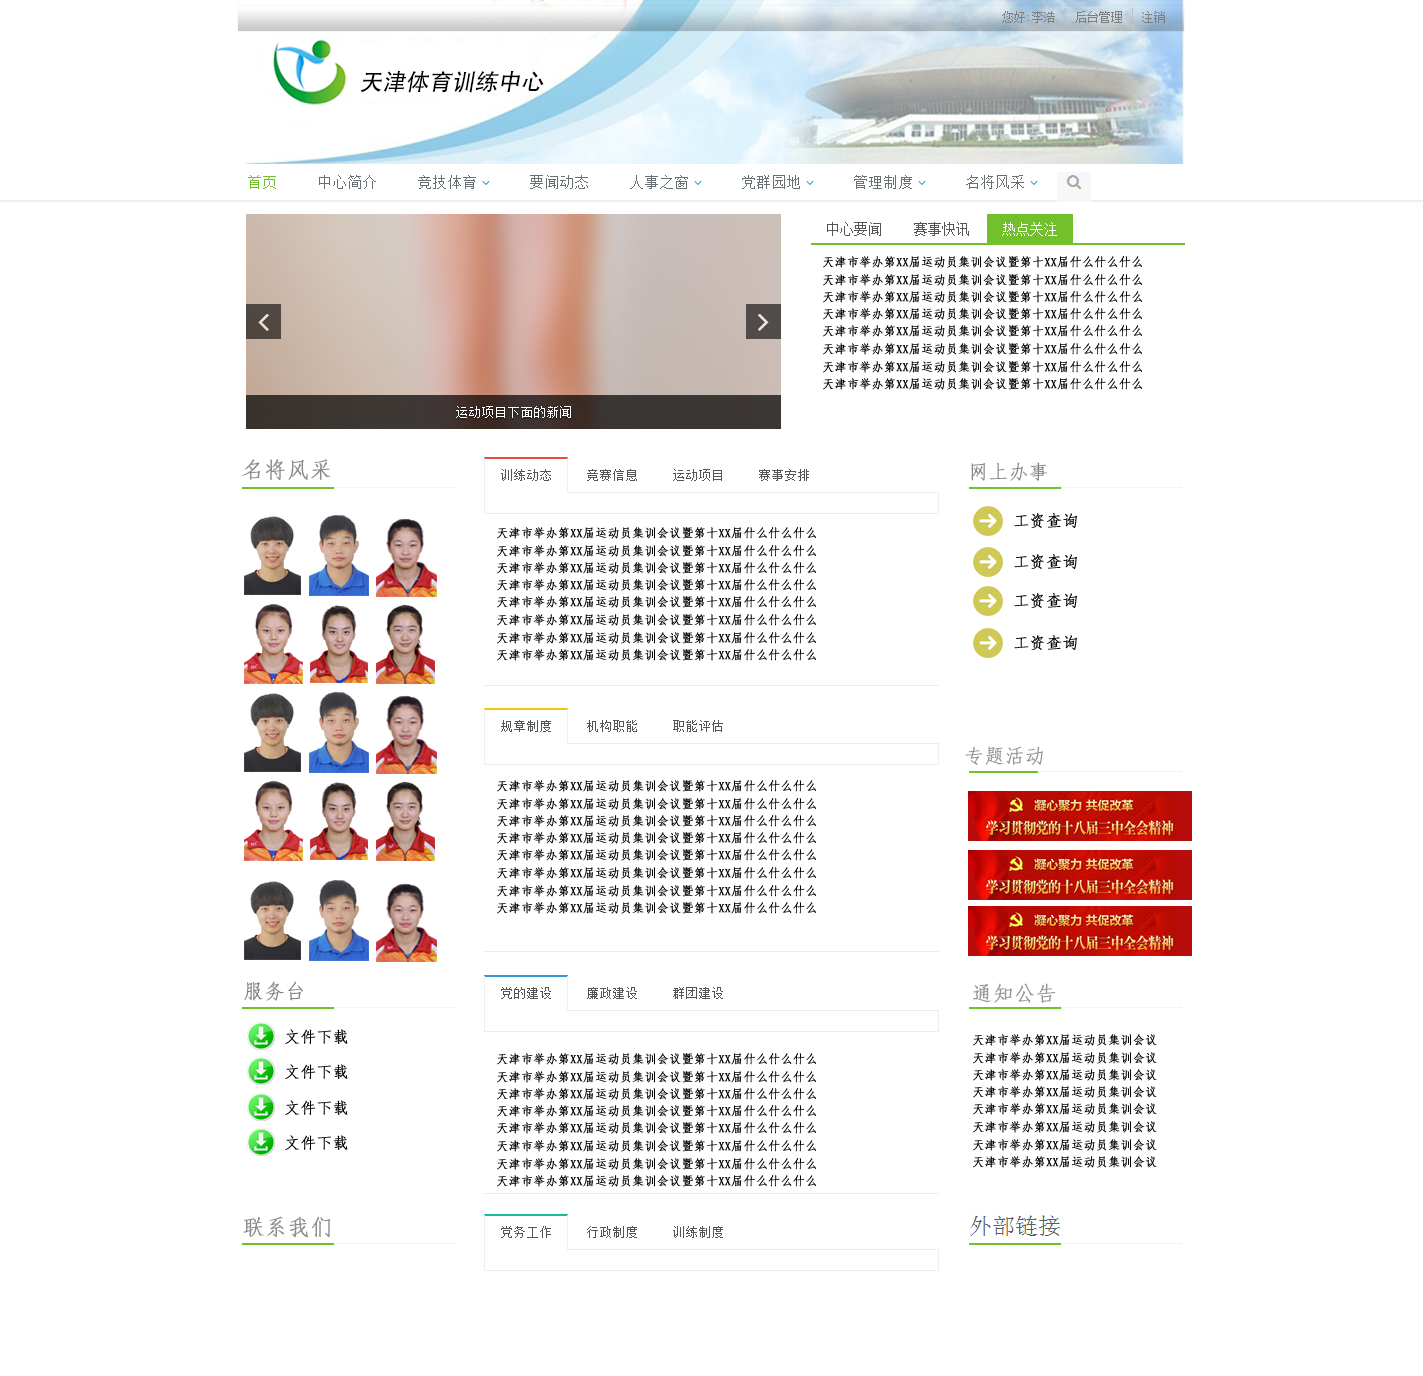 您好·李浩 后台管理 注销
天津体育训练中心
首页 中心简介 竞技体育 要闻动态 人事之窗 党群园地 管理制度 名将风采
中心要闻 赛事快讯 热点关注
天津市举办第XX届运动员集训会议暨第十XX届什么什么什么
天津市举办第XX届运动员集训会议暨第十XX届什么什么什么
天津市举办第XX届运动员集训会议暨第十XX届什么什么什么
天津市举办第XX届运动员集训会议暨第十XX届什么什么什么
天津市举办第XX届运动员集训会议暨第十XX届什么什么什么
天津市举办第XX届运动员集训会议暨第十XX届什么什么什么
天津市举办第XX届运动员集训会议暨第十XX届什么什么什么
天津市举办第XX届运动员集训会议暨第十XX届什么什么什么
运动项目下面的新闻
名将风采
服务台
文件下载
文件下载
文件下载
文件下载
联系我们
训练动态 竟赛信息 运动项目 赛事安排
天津市举办第XX届运动员集训会议暨第十XX届什么什么什么
天津市举办第XX届运动员集训会议暨第十XX届什么什么什么
天津市举办第XX届运动员集训会议暨第十XX届什么什么什么
天津市举办第XX届运动员集训会议暨第十XX届什么什么什么
天津市举办第XX届运动员集训会议暨第十XX届什么什么什么
天津市举办第XX届运动员集训会议暨第十XX届什么什么什么
天津市举办第XX届运动员集训会议暨第十XX届什么什么什么
天津市举办第XX届运动员集训会议暨第十XX届什么什么什么
规章制度 机构职能 职能评估
天津市举办第XX届运动员集训会议暨第十XX届什么什么什么
天津市举办第XX届运动员集训会议暨第十XX届什么什么什么
天津市举办第XX届运动员集训会议暨第十XX届什么什么什么
天津市举办第XX届运动员集训会议暨第十XX届什么什么什么
天津市举办第XX届运动员集训会议暨第十XX届什么什么什么
天津市举办第XX届运动员集训会议暨第十XX届什么什么什么
天津市举办第XX届运动员集训会议暨第十XX届什么什么什么
天津市举办第XX届运动员集训会议暨第十XX届什么什么什么
党的建设 廉政建设 群团建设
天津市举办第XX届运动员集训会议暨第十XX届什么什么什么
天津市举办第XX届运动员集训会议暨第十XX届什么什么什么
天津市举办第XX届运动员集训会议暨第十XX届什么什么什么
天津市举办第XX届运动员集训会议暨第十XX届什么什么什么
天津市举办第XX届运动员集训会议暨第十XX届什么什么什么
天津市举办第XX届运动员集训会议暨第十XX届什么什么什么
天津市举办第XX届运动员集训会议暨第十XX届什么什么什么
天津市举办第XX届运动员集训会议暨第十XX届什么什么什么
党务工作 行政制度 训练制度
网上办事
工资查询
工资查询
工资查询
工资查询
专题活动
凝心聚力 共促改革
学习贯彻党的十八届三中全会精神
凝心聚力 共促改革
学习贯彻党的十八届三中全会精神
凝心聚力 共促改革
学习贯彻党的十八届三中全会精神
通知公告
天津市举办第XX届运动员集训会议
天津市举办第XX届运动员集训会议
天津市举办第XX届运动员集训会议
天津市举办第XX届运动员集训会议
天津市举办第XX届运动员集训会议
天津市举办第XX届运动员集训会议
天津市举办第XX届运动员集训会议
天津市举办第XX届运动员集训会议
外部链接